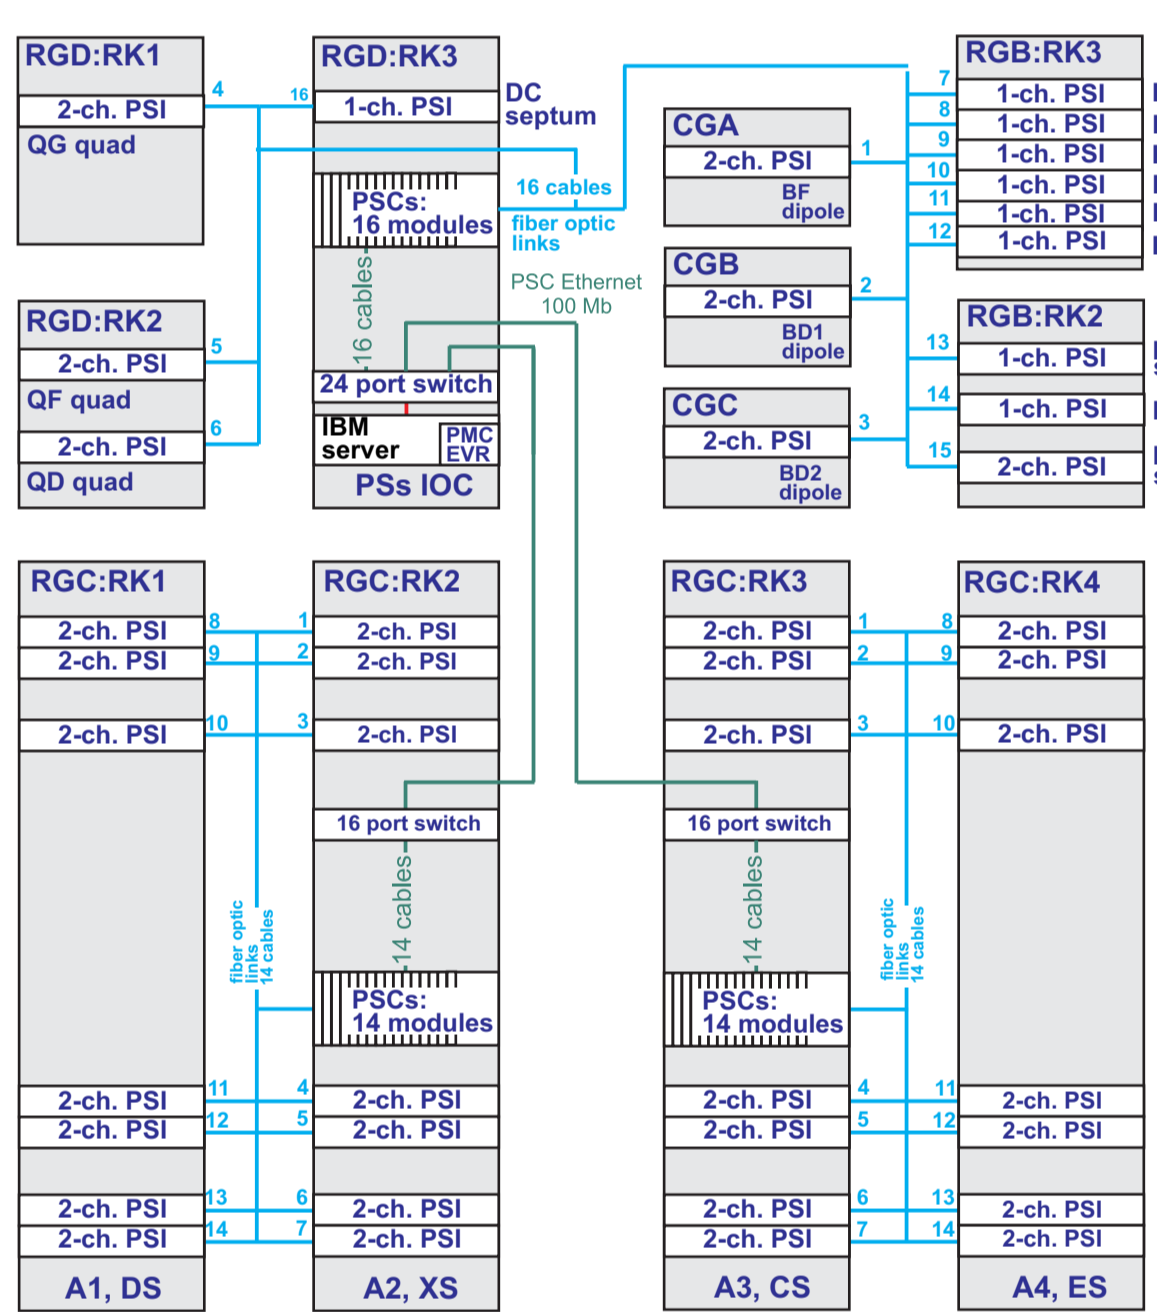 RGD:RK1
4
2-ch. PSI
QG quad
RGD:RK2
5
2-ch. PSI
QF quad
6
2-ch. PSI
QD quad
RGD:RK3
16
1-ch. PSI
DC
septum
PSCs:
16 modules
16 cables
fiber optic
links
16 cables
PSC Ethernet
100 Mb
24 port switch
IBM
server
PMC
EVR
PSs IOC
CGA
2-ch. PSI
1
BF
dipole
CGB
2-ch. PSI
2
BD1
dipole
CGC
2-ch. PSI
3
BD2
dipole
RGB:RK3
7
1-ch. PSI
8
1-ch. PSI
9
1-ch. PSI
10
1-ch. PSI
11
1-ch. PSI
12
1-ch. PSI
RGB:RK2
13
1-ch. PSI
14
1-ch. PSI
15
2-ch. PSI
RGC:RK1
2-ch. PSI
8
2-ch. PSI
9
2-ch. PSI
10
fiber optic
links
14 cables
2-ch. PSI
11
2-ch. PSI
12
2-ch. PSI
13
2-ch. PSI
14
A1, DS
RGC:RK2
1
2-ch. PSI
2
2-ch. PSI
3
2-ch. PSI
16 port switch
14 cables
PSCs:
14 modules
4
2-ch. PSI
5
2-ch. PSI
6
2-ch. PSI
7
2-ch. PSI
A2, XS
RGC:RK3
2-ch. PSI
1
2-ch. PSI
2
2-ch. PSI
3
16 port switch
14 cables
PSCs:
14 modules
fiber optic
links
14 cables
2-ch. PSI
4
2-ch. PSI
5
2-ch. PSI
6
2-ch. PSI
7
A3, CS
RGC:RK4
8
2-ch. PSI
9
2-ch. PSI
10
2-ch. PSI
11
2-ch. PSI
12
2-ch. PSI
13
2-ch. PSI
14
2-ch. PSI
A4, ES